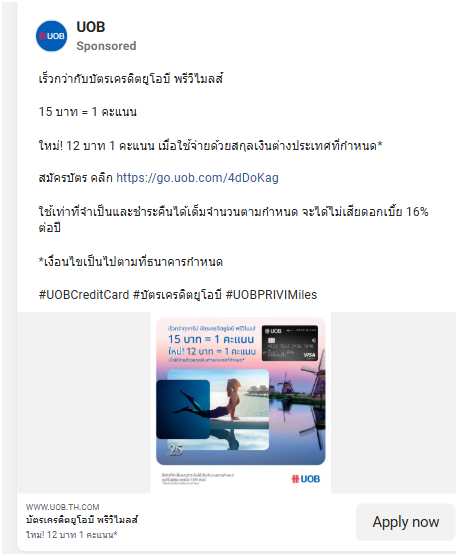 UOB
Sponsored
UOB
เร็วกว่ากับบัตรเครดิตยูโอบี พรีวิไมลส์
15 บาท = 1 คะแนน
ใหม่! 12 บาท 1 คะแนน เมื่อใช้จ่ายด้วยสกุลเงินต่างประเทศที่กำหนด*
สมัครบัตร คลิก https://go.uob.com/4dDoKag
ใช้เท่าที่จำเป็นและชำระคืนได้เต็มจำนวนตามกำหนด จะได้ไม่เสียดอกเบี้ย 16%
ต่อปี
*เงื่อนไขเป็นไปตามที่ธนาคารกำหนด
#UOBCreditCard #บัตรเครดิตยูโอบี #UOBPRIVIMiles
เร็วกว่าทุกทริป บัตรเครดิตยูโอบี พรีวิไมลส์
15 บาท = 1 คะแนน
ใหม่! 12 บาท = 1 คะแนน
UOB
VISA
25
UOB
WWW.UOB.TH.COM
บัตรเครดิตยูโอบี พรีวิไมลส์
ใหม่! 12 บาท 1 คะแนน*
Apply now